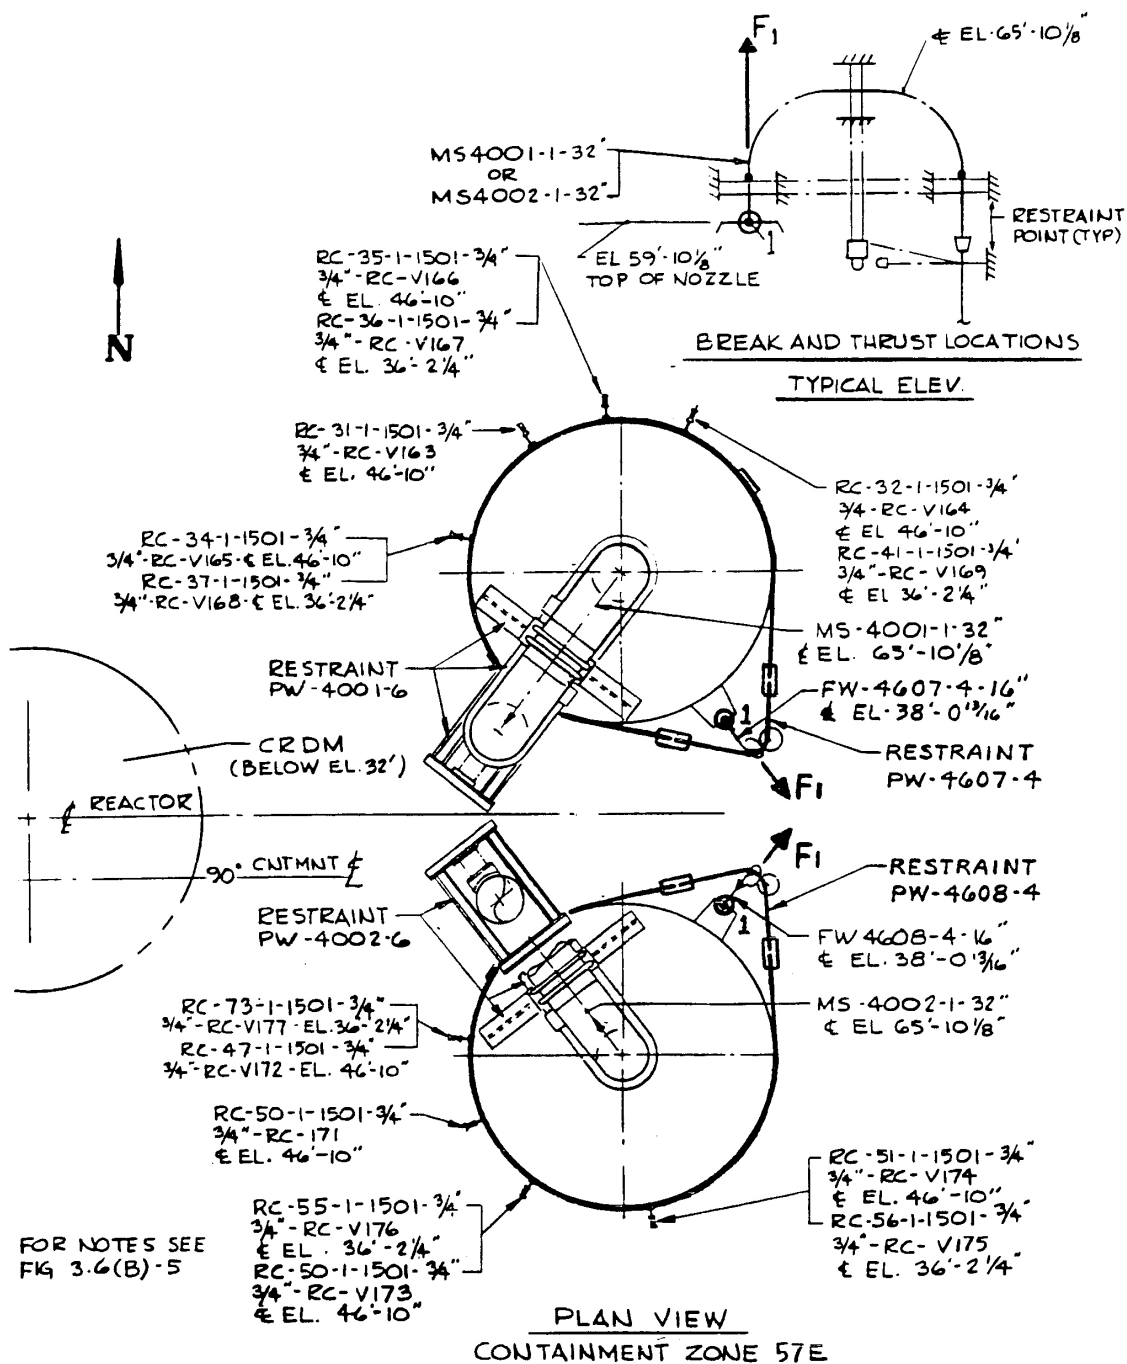 F1
℄ EL·65'-10⅛"
MS4001-1-32"
OR
MS4002-1-32"
1
RESTRAINT
POINT (TYP)
EL 59'-10⅛"
TOP OF NOZZLE
BREAK AND THRUST LOCATIONS
TYPICAL ELEV.
N
RC-35-1-1501-3/4"
3/4"-RC-V166
℄ EL. 46'-10"
RC-36-1-1501-3/4"
3/4"-RC-V167
℄ EL. 36'-2¼"
RC-31-1-1501-3/4"
3/4"-RC-V163
℄ EL. 46'-10"
RC-34-1-1501-3/4"
3/4"-RC-V165-℄ EL. 46'-10"
RC-37-1-1501-3/4"
3/4"-RC-V168-℄ EL. 36'-2¼"
RC-32-1-1501-3/4"
3/4-RC-V164
℄ EL 46'-10"
RC-41-1-1501-3/4'
3/4"-RC-V169
℄ EL 36'-2¼"
MS-4001-1-32"
℄ EL. 65'-10⅛"
RESTRAINT
PW-4001-6
FW-4607-4-16"
℄ EL-38'-0 13/16"
1
RESTRAINT
PW-4607-4
F1
CRDM
(BELOW EL. 32')
℄ REACTOR
90° CNTMNT ℄
F1
RESTRAINT
PW-4608-4
RESTRAINT
PW-4002-6
1
FW 4608-4-16"
℄ EL. 38'-0 13/16"
MS-4002-1-32"
℄ EL 65'-10⅛"
RC-73-1-1501-3/4"
3/4"-RC-V177-EL. 36'-2¼"
RC-47-1-1501-3/4"
3/4"-RC-V172-EL. 46'-10"
RC-50-1-1501-3/4"
3/4"-RC-171
℄ EL. 46'-10"
RC-55-1-1501-3/4
3/4"-RC-V176
℄ EL. 36'-2¼"
RC-50-1-1501-3/4"
3/4"-RC-V173
℄ EL. 46'-10"
RC-51-1-1501-3/4"
3/4"-RC-V174
℄ EL. 46'-10"
RC-56-1-1501-3/4"
3/4"-RC-V175
℄ EL. 36'-2¼"
FOR NOTES SEE
FIG 3.6(B)-5
PLAN VIEW
CONTAINMENT ZONE 57E